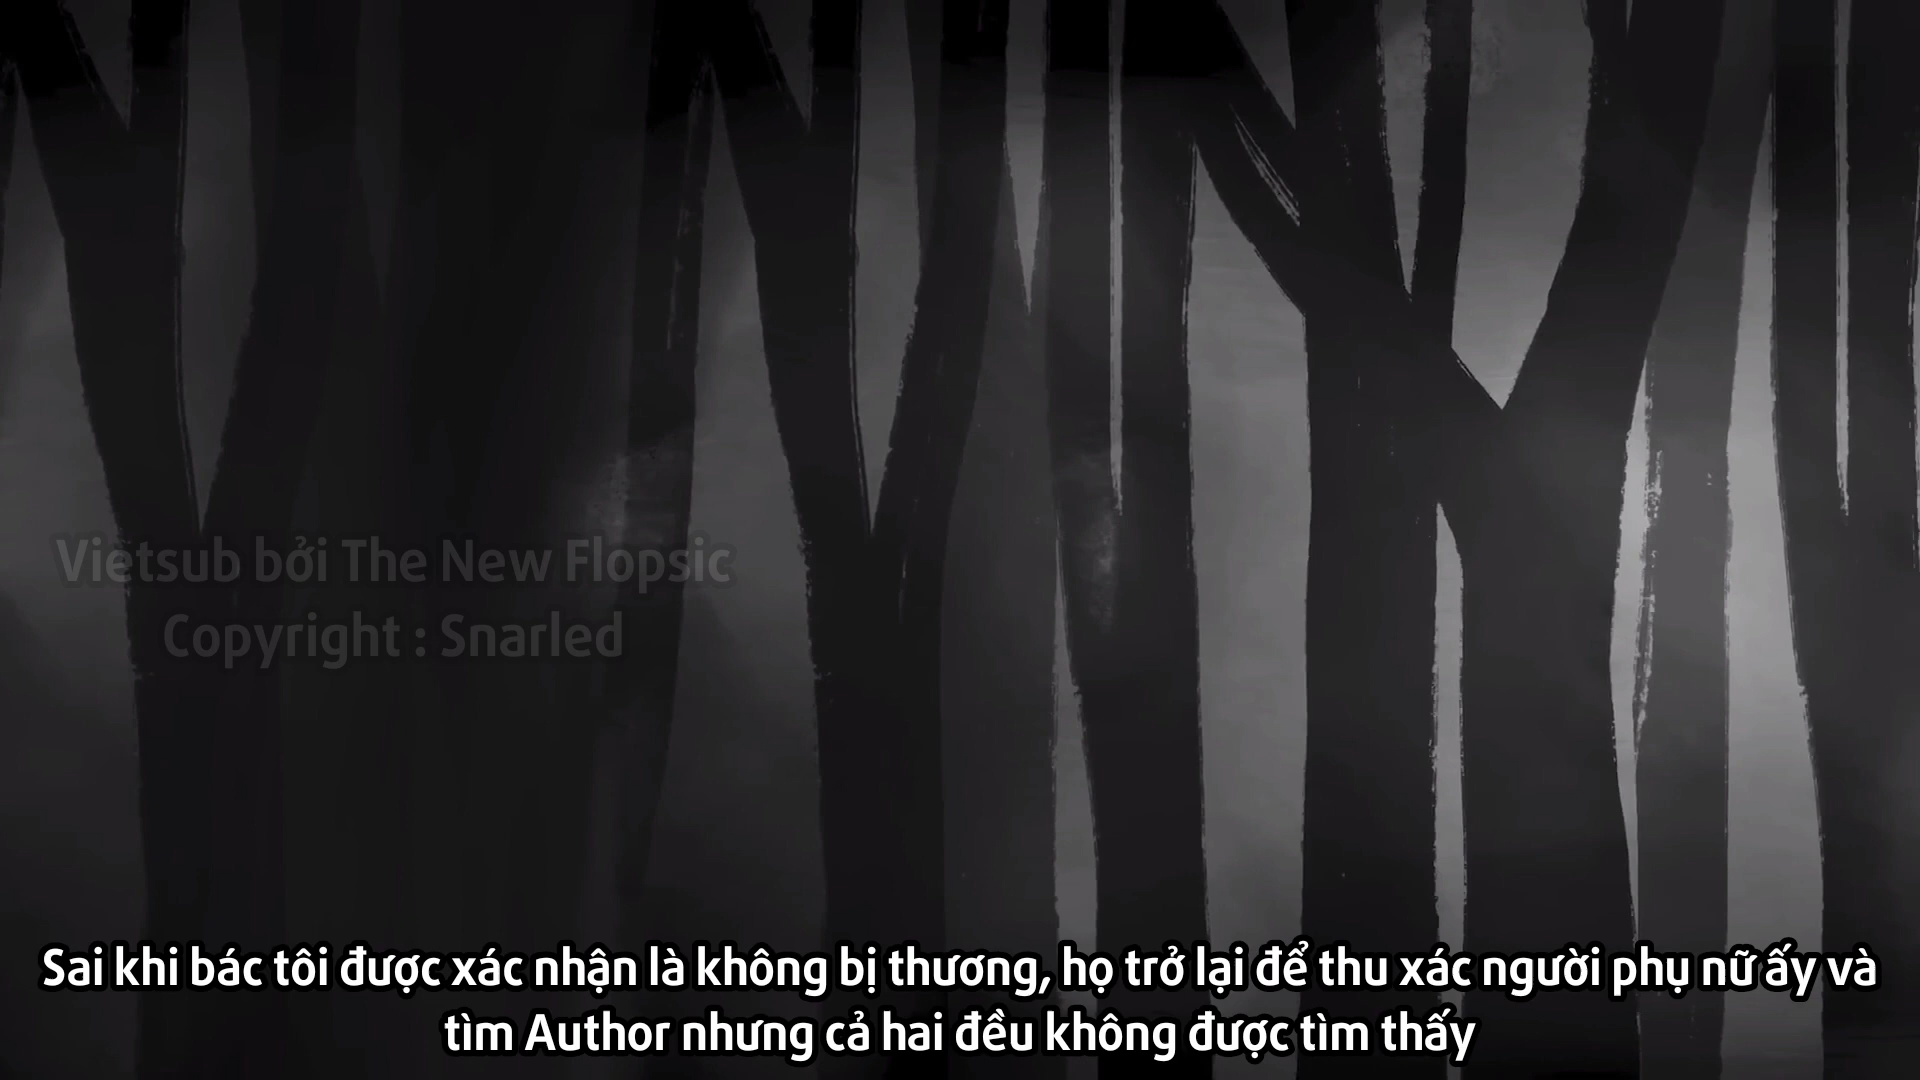 Vietsub bởi The New Flopsic
Copyright : Snarled
Sai khi bác tôi được xác nhận là không bị thương, họ trở lại để thu xác người phụ nữ ấy và
tìm Author nhưng cả hai đều không được tìm thấy